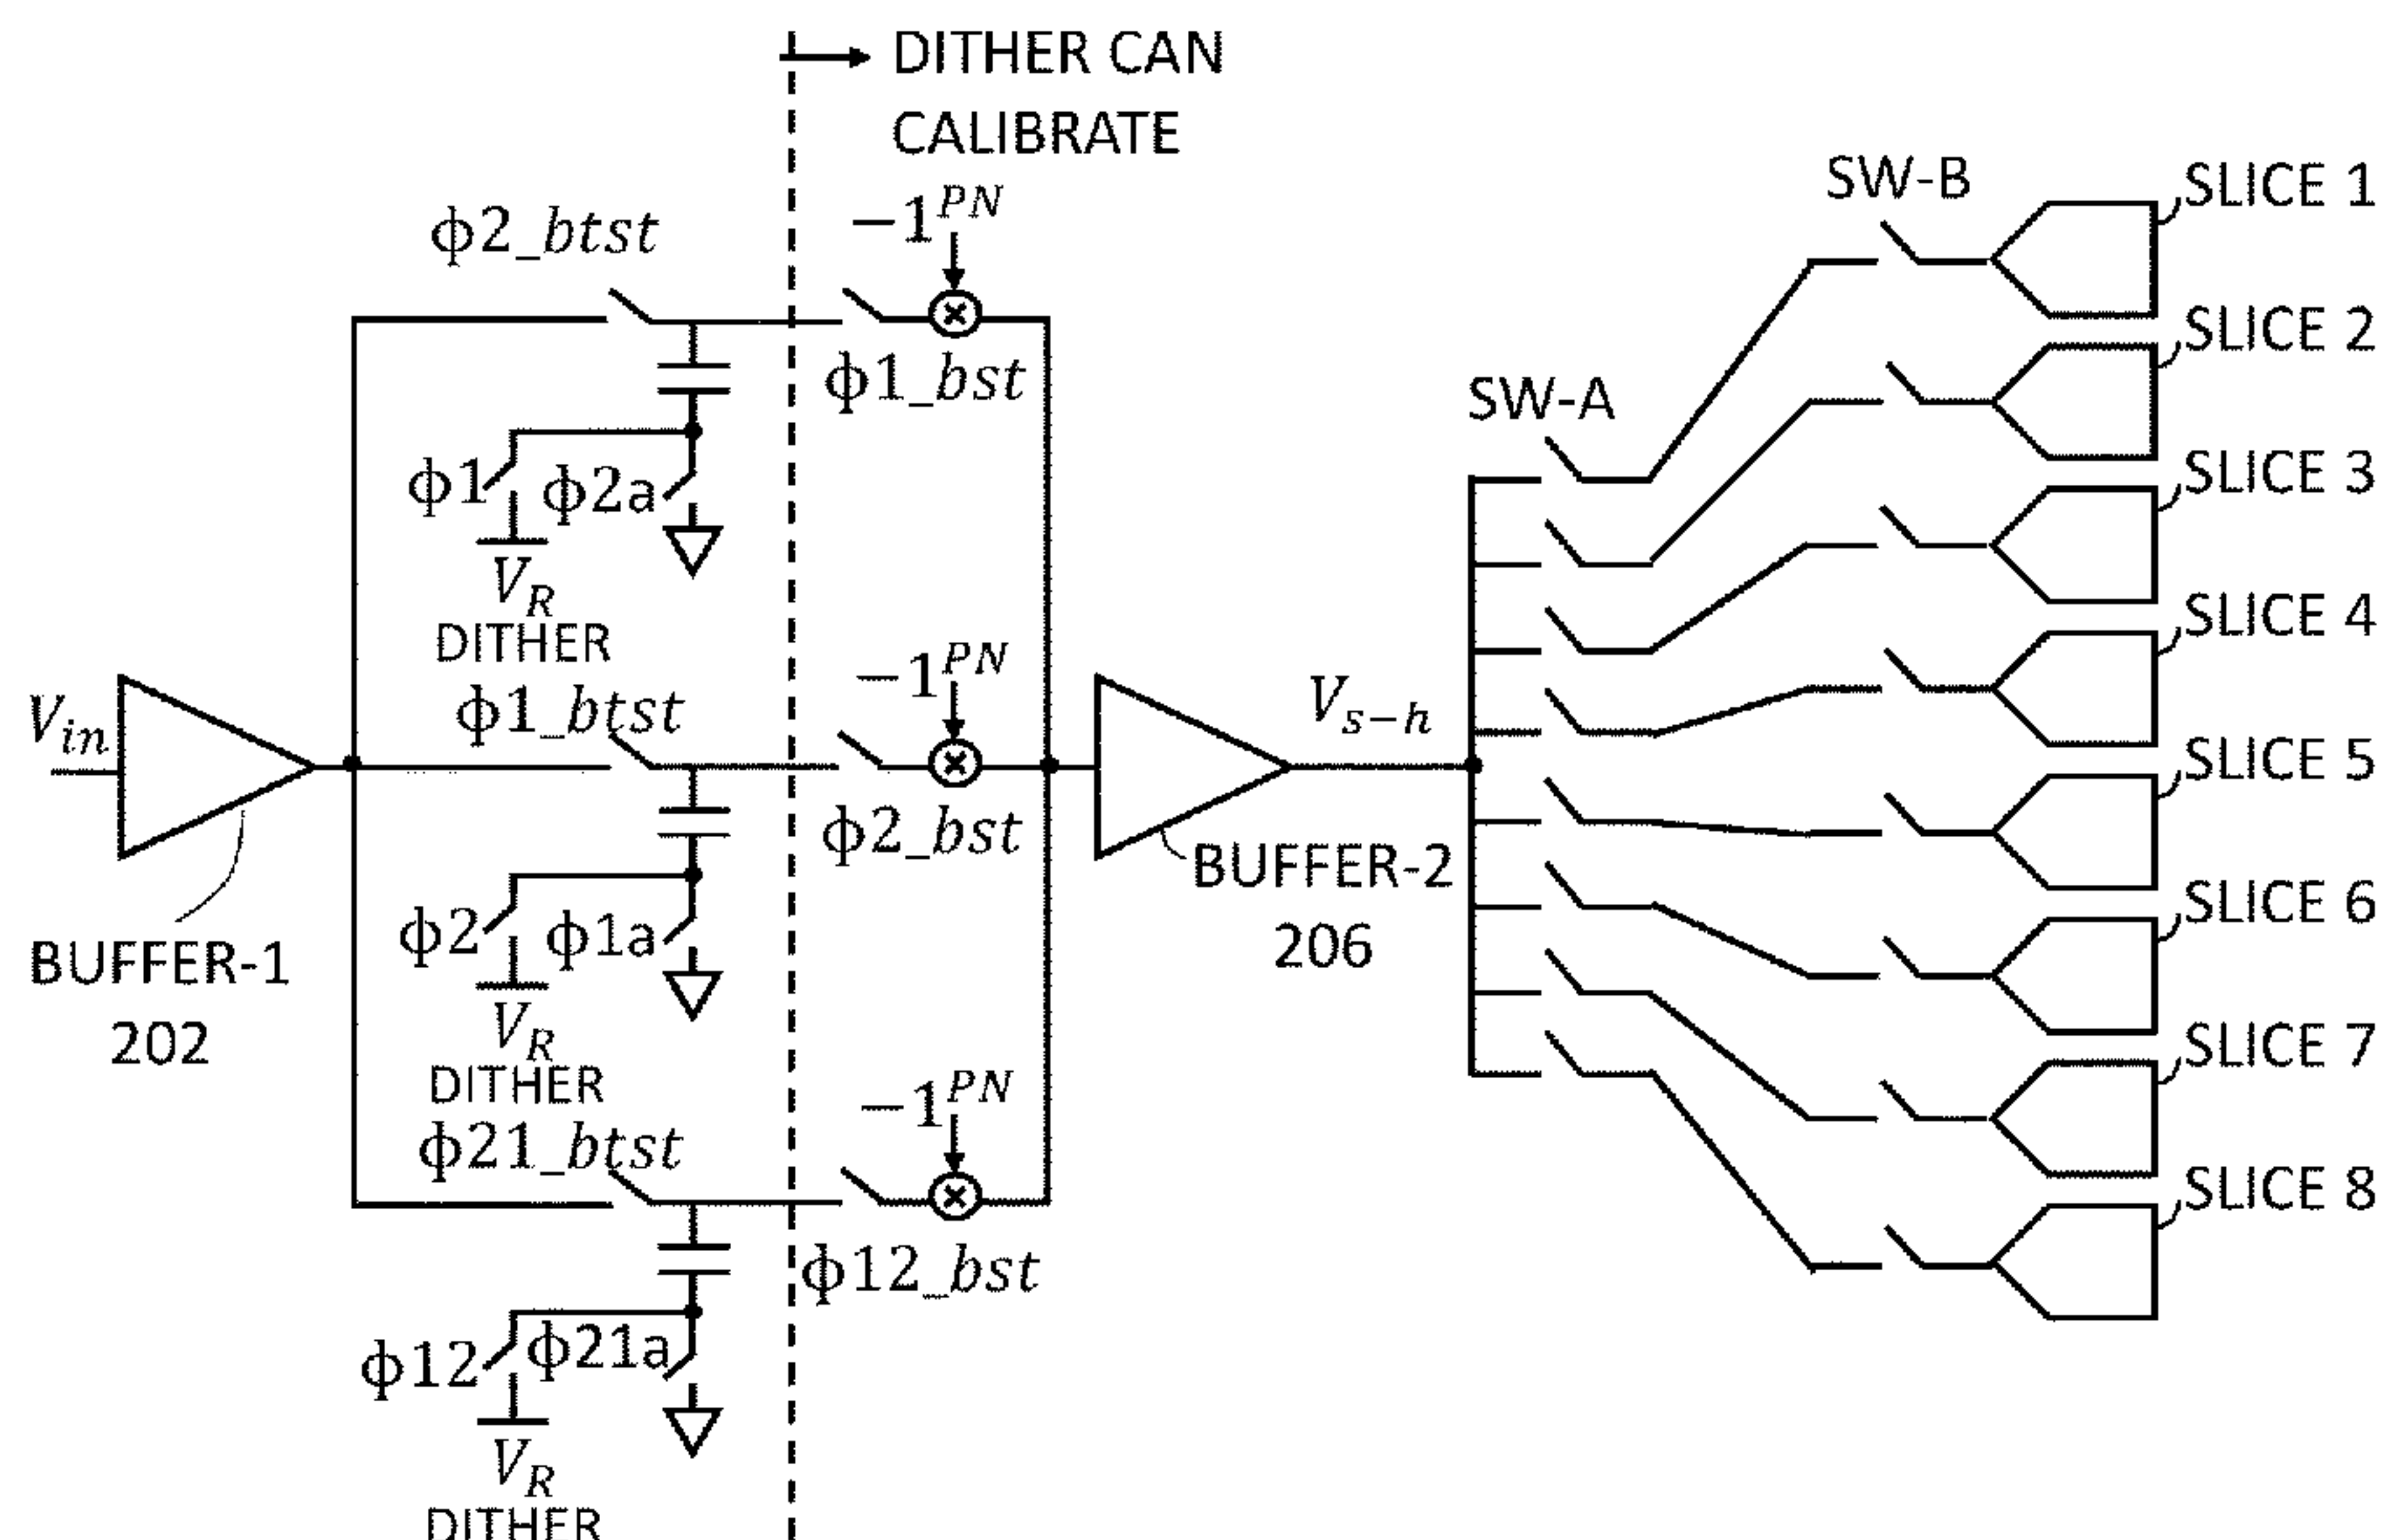 DITHER CAN
CALIBRATE
ϕ2_btst
−1^PN
ϕ1_bst
ϕ1
ϕ2a
V_R
DITHER
ϕ1_btst
−1^PN
ϕ2_bst
V_in
BUFFER-1
202
ϕ2
ϕ1a
V_R
DITHER
ϕ21_btst
−1^PN
ϕ12_bst
ϕ12
ϕ21a
V_R
DITHER
BUFFER-2
206
V_s−h
SW-A
SW-B
SLICE 1
SLICE 2
SLICE 3
SLICE 4
SLICE 5
SLICE 6
SLICE 7
SLICE 8